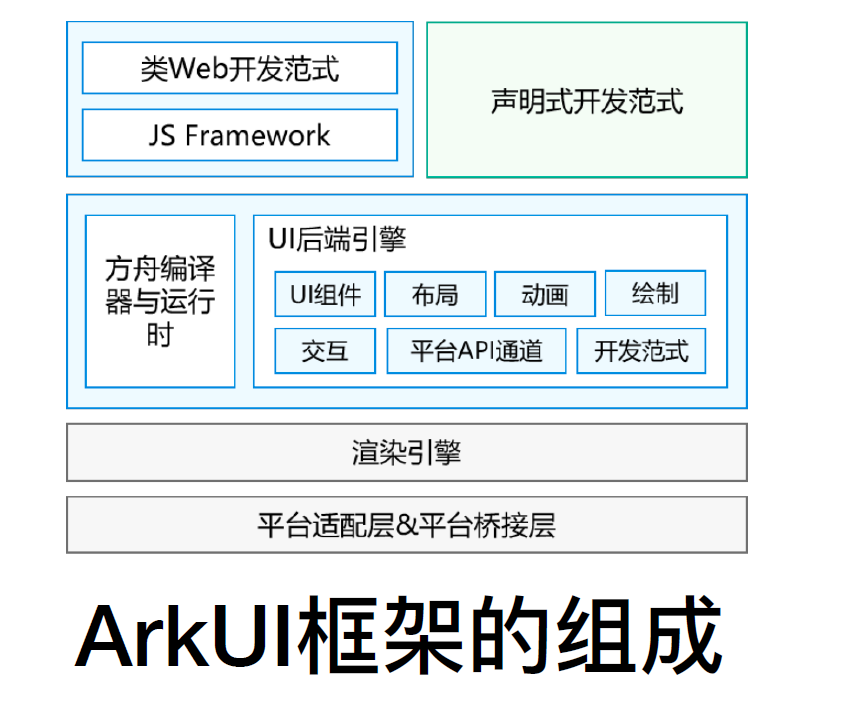 类Web开发范式
JS Framework
声明式开发范式
方舟编译
器与运行
时
UI后端引擎
UI组件
布局
动画
绘制
交互
平台API通道
开发范式
渲染引擎
平台适配层&平台桥接层
ArkUI框架的组成